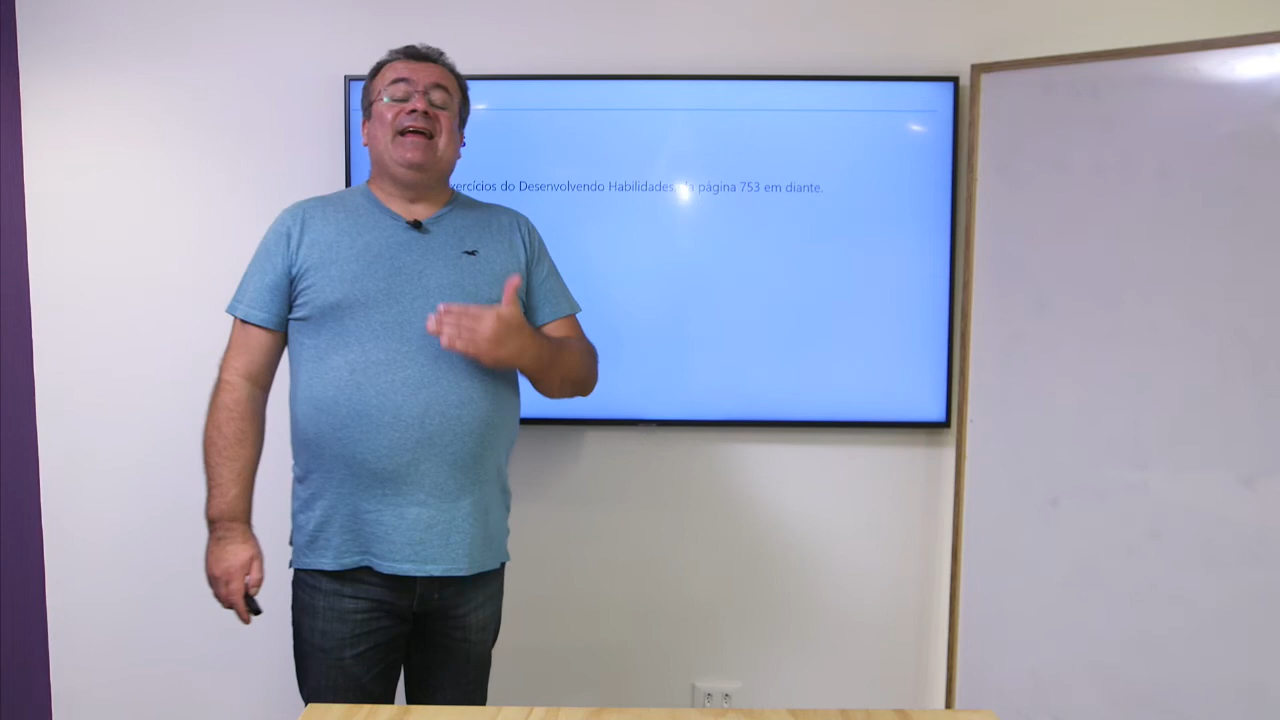 xercícios do Desenvolvendo Habilidades, da página 753 em diante.